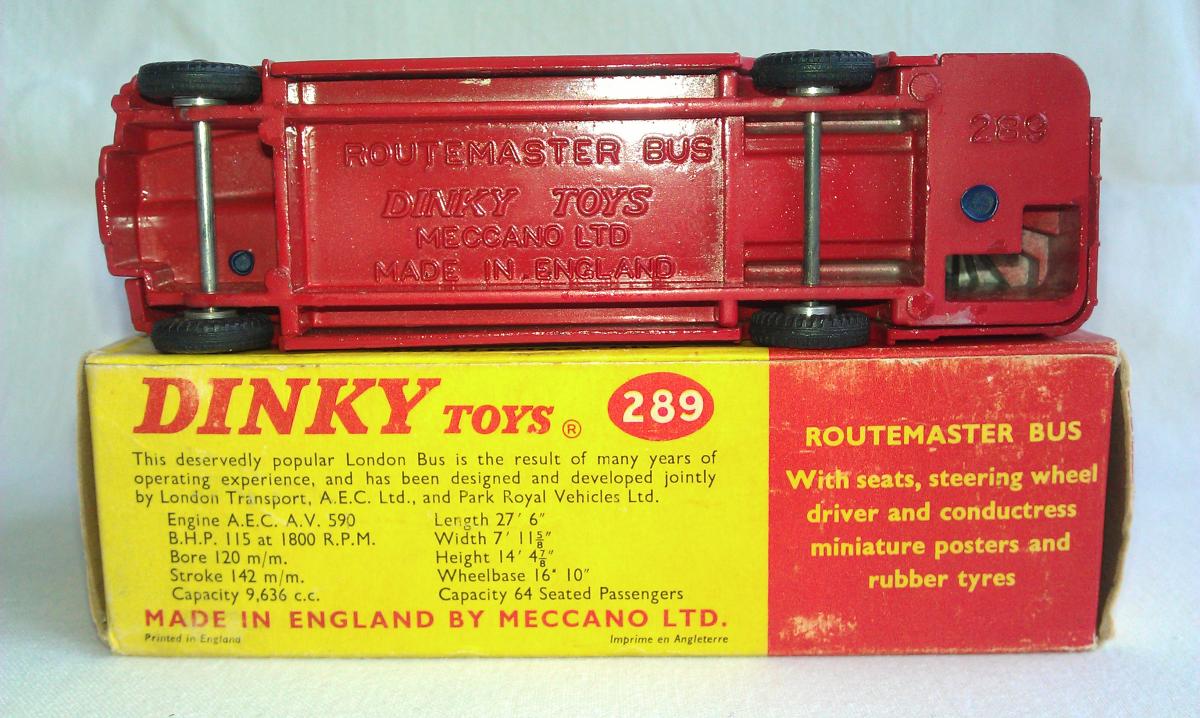 289
ROUTEMASTER BUS
DINKY TOYS
MECCANO LTD
MADE IN ENGLAND
DINKY TOYS® 289
This deservedly popular London Bus is the result of many years of
operating experience, and has been designed and developed jointly
by London Transport, A.E.C. Ltd., and Park Royal Vehicles Ltd.
Engine A.E.C. A.V. 590
B.H.P. 115 at 1800 R.P.M.
Bore 120 m/m.
Stroke 142 m/m.
Capacity 9,636 c.c.
Length 27' 6"
Width 7' 11⅝"
Height 14' 4⅞"
Wheelbase 16" 10"
Capacity 64 Seated Passengers
MADE IN ENGLAND BY MECCANO LTD.
Printed in England
Imprime en Angleterre
ROUTEMASTER BUS
With seats, steering wheel
driver and conductress
miniature posters and
rubber tyres